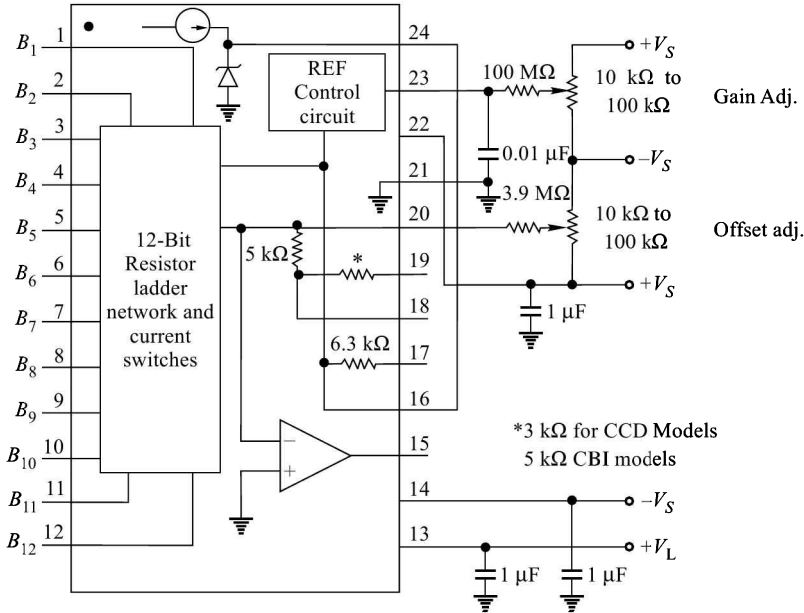 B1 1
B2 2
B3 3
B4 4
B5 5
B6 6
B7 7
B8 8
B9 9
B10 10
B11 11
B12 12
12-Bit
Resistor
ladder
network and
current
switches
REF
Control
circuit
5 kΩ
*
6.3 kΩ
−
+
24
23
22
21
20
19
18
17
16
15
14
13
100 MΩ
0.01 μF
3.9 MΩ
+VS
10 kΩ to
100 kΩ
Gain Adj.
−VS
10 kΩ to
100 kΩ
Offset adj.
+VS
1 μF
*3 kΩ for CCD Models
5 kΩ CBI models
−VS
+VL
1 μF
1 μF